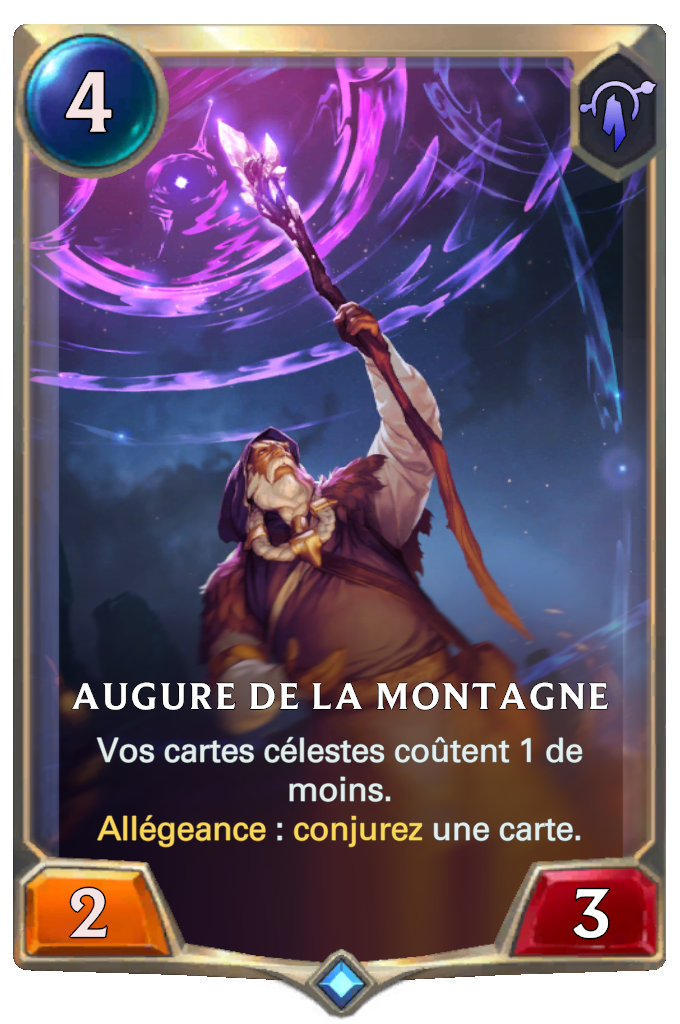 4
AUGURE DE LA MONTAGNE
Vos cartes célestes coûtent 1 de
moins.
Allégeance : conjurez une carte.
2
3